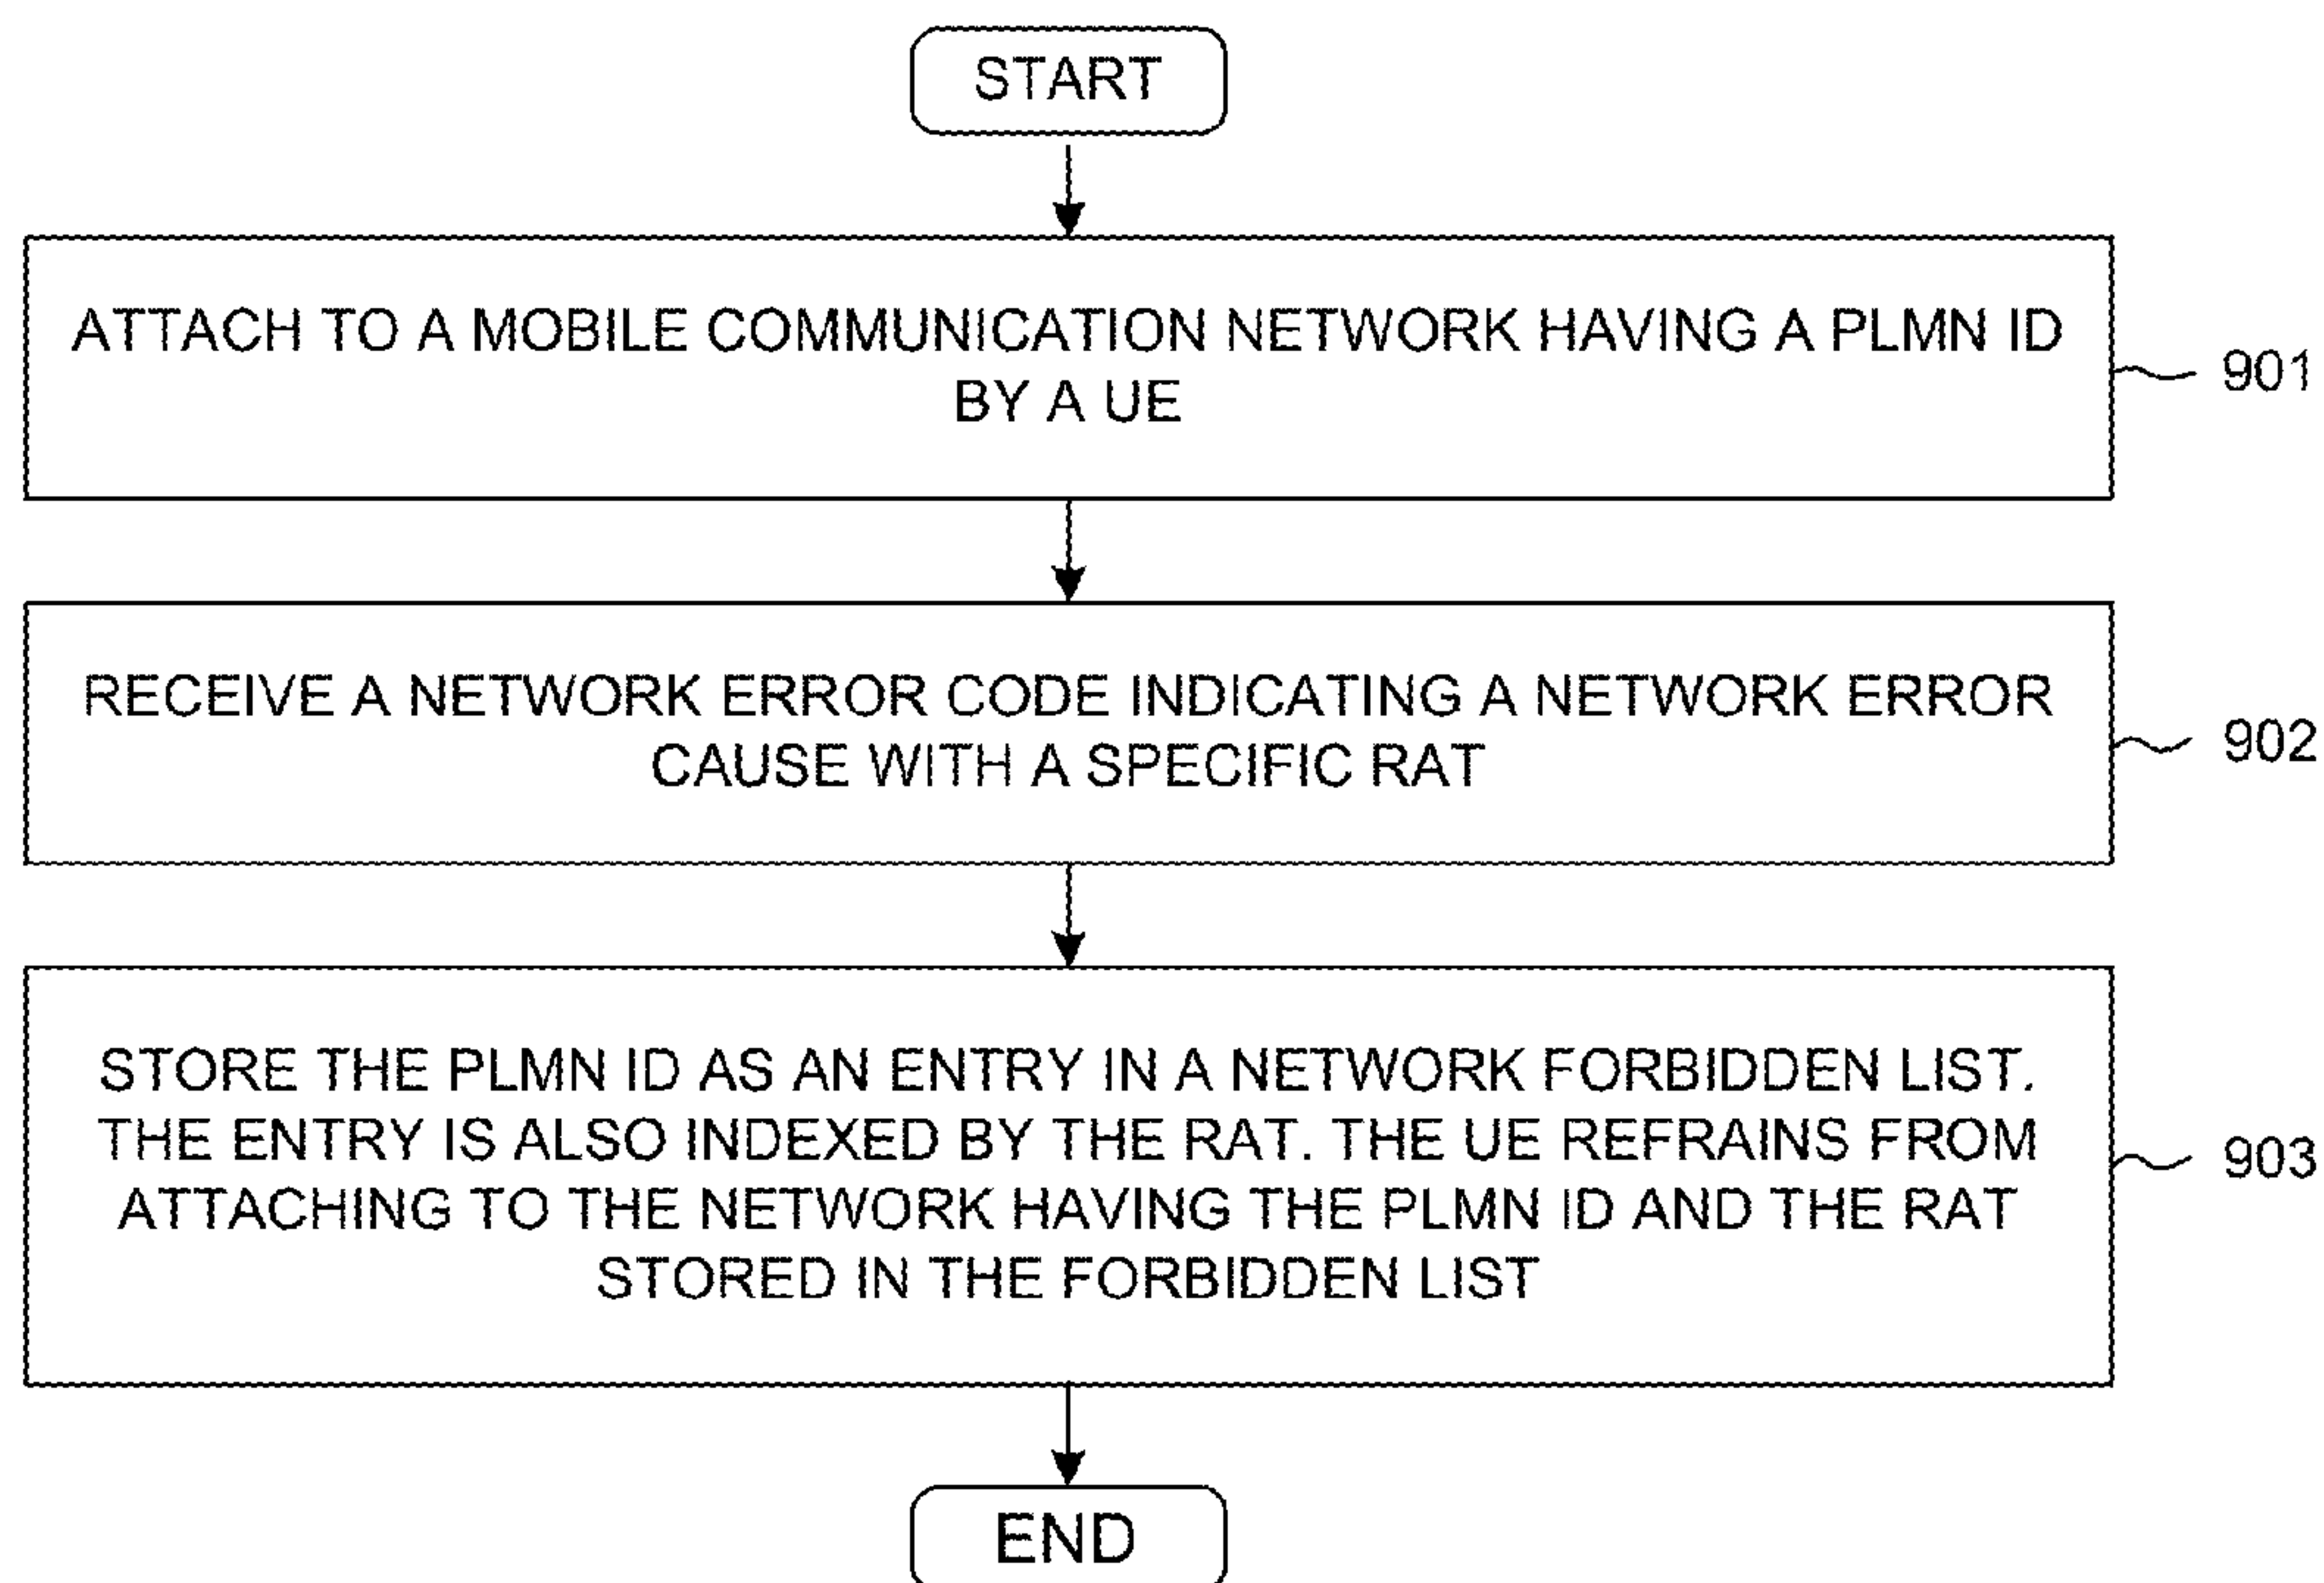 START
ATTACH TO A MOBILE COMMUNICATION NETWORK HAVING A PLMN ID
BY A UE
901
RECEIVE A NETWORK ERROR CODE INDICATING A NETWORK ERROR
CAUSE WITH A SPECIFIC RAT
902
STORE THE PLMN ID AS AN ENTRY IN A NETWORK FORBIDDEN LIST.
THE ENTRY IS ALSO INDEXED BY THE RAT. THE UE REFRAINS FROM
ATTACHING TO THE NETWORK HAVING THE PLMN ID AND THE RAT
STORED IN THE FORBIDDEN LIST
903
END